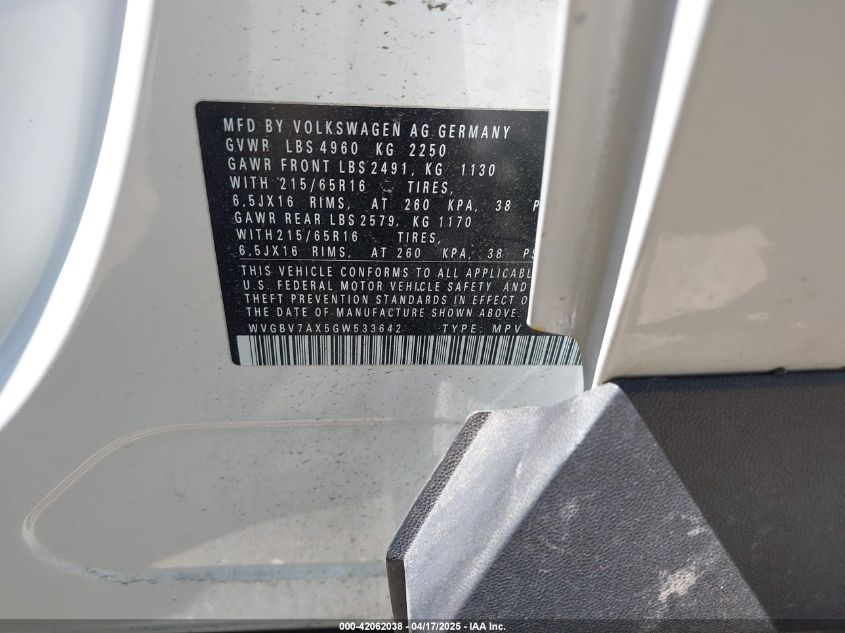 MFD BY VOLKSWAGEN AG GERMANY
GVWR LBS 4960 KG 2250
GAWR FRONT LBS 2491, KG 1130
WITH 215/65R16 TIRES,
6,5JX16 RIMS, AT 260 KPA, 38 P
GAWR REAR LBS 2579, KG 1170
WITH215/65R16 TIRES,
6,5JX16 RIMS, AT 260 KPA, 38 PS
THIS VEHICLE CONFORMS TO ALL APPLICABL
U.S. FEDERAL MOTOR VEHICLE SAFETY AND
THEFT PREVENTION STANDARDS IN EFFECT O
THE DATE OF MANUFACTURE SHOWN ABOVE.
WVGBV7AX5GW533642 TYPE: MPV
000-42062038 - 04/17/2025 - IAA Inc.